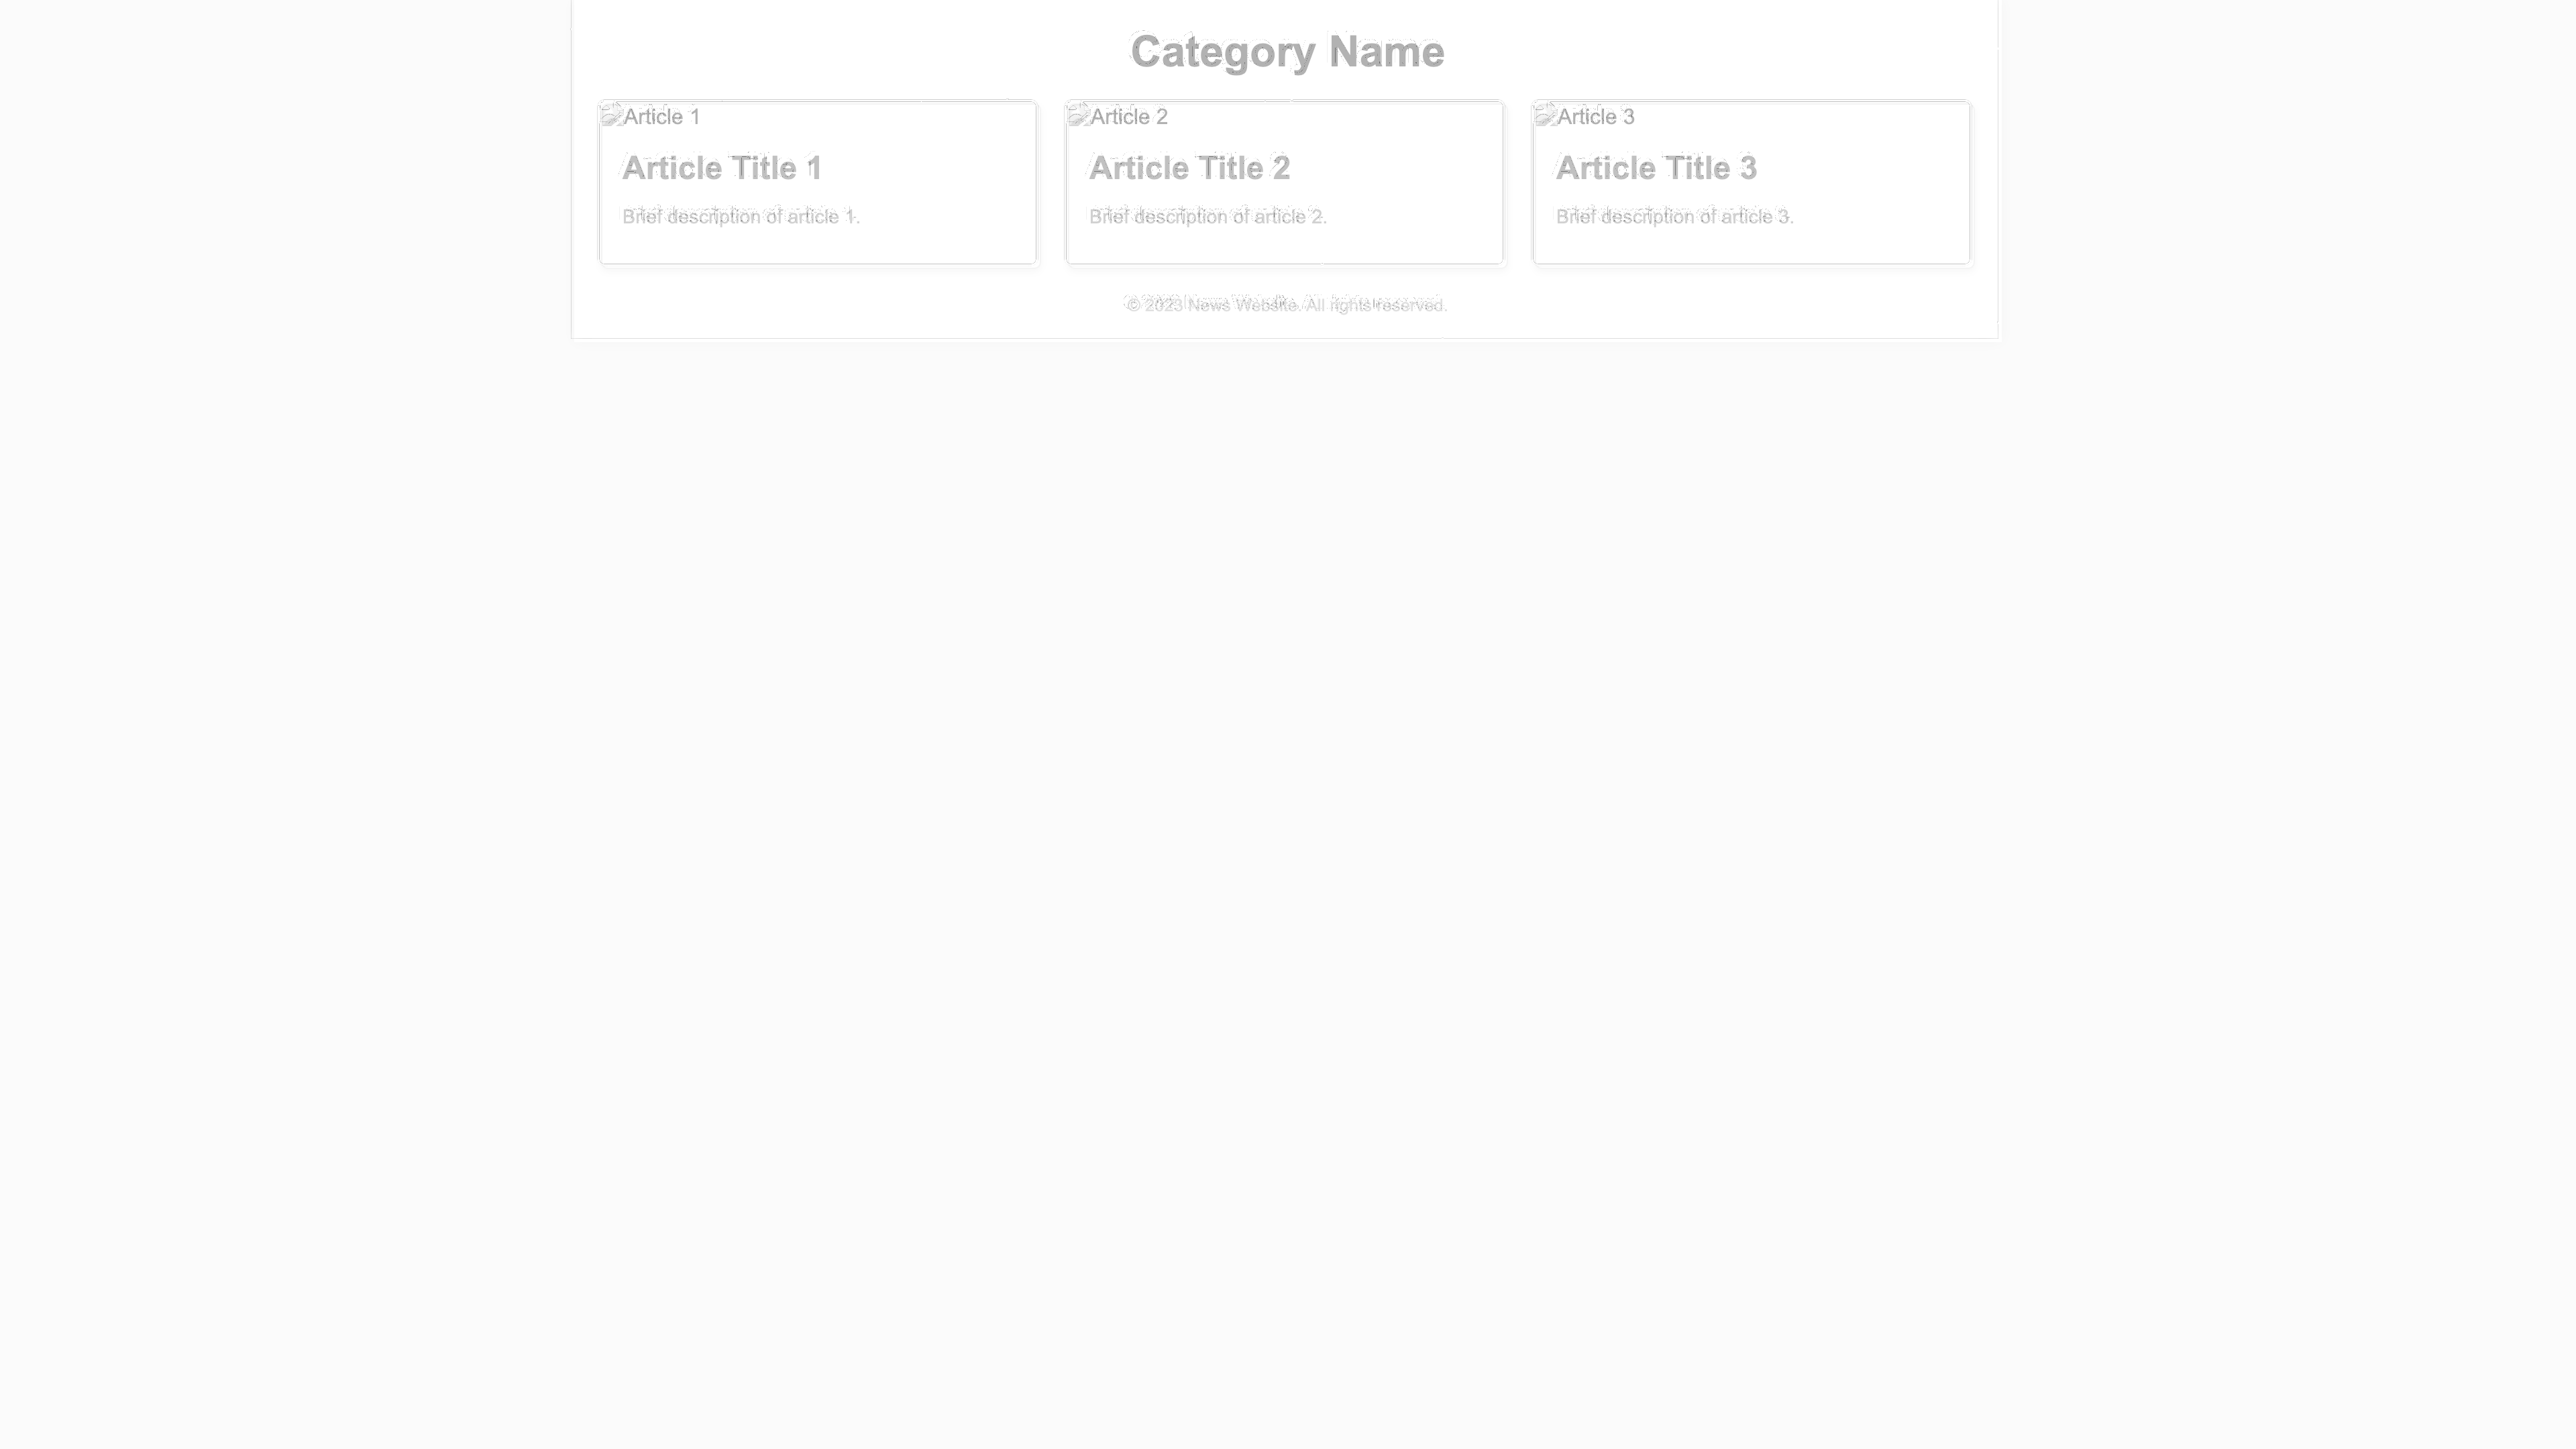 Category Name
Article 1
Article Title 1
Brief description of article 1.
Article 2
Article Title 2
Brief description of article 2.
Article 3
Article Title 3
Brief description of article 3.
© 2023 News Website. All rights reserved.